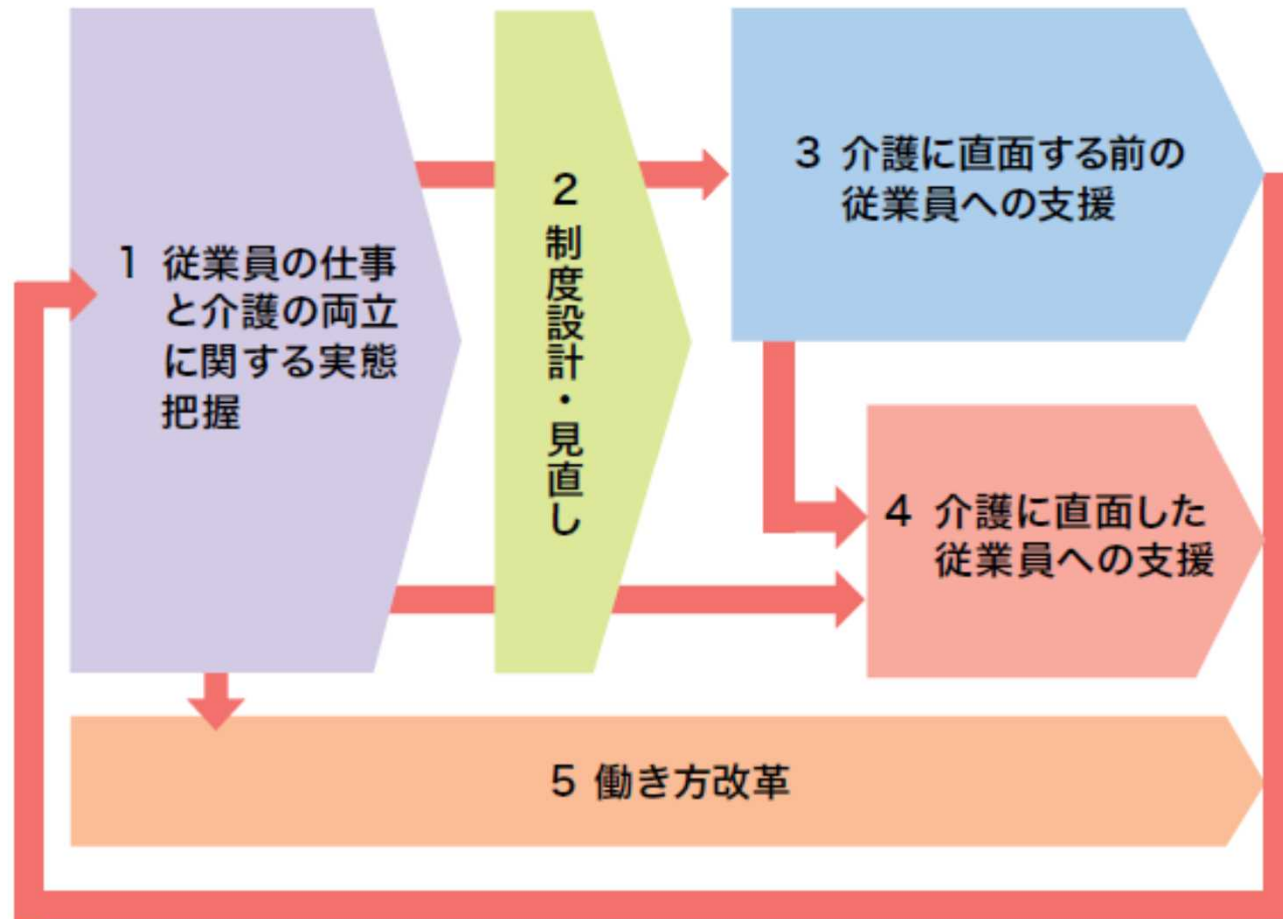 1 従業員の仕事
と介護の両立
に関する実態
把握
2 制度設計・見直し
3 介護に直面する前の
従業員への支援
4 介護に直面した
従業員への支援
5 働き方改革